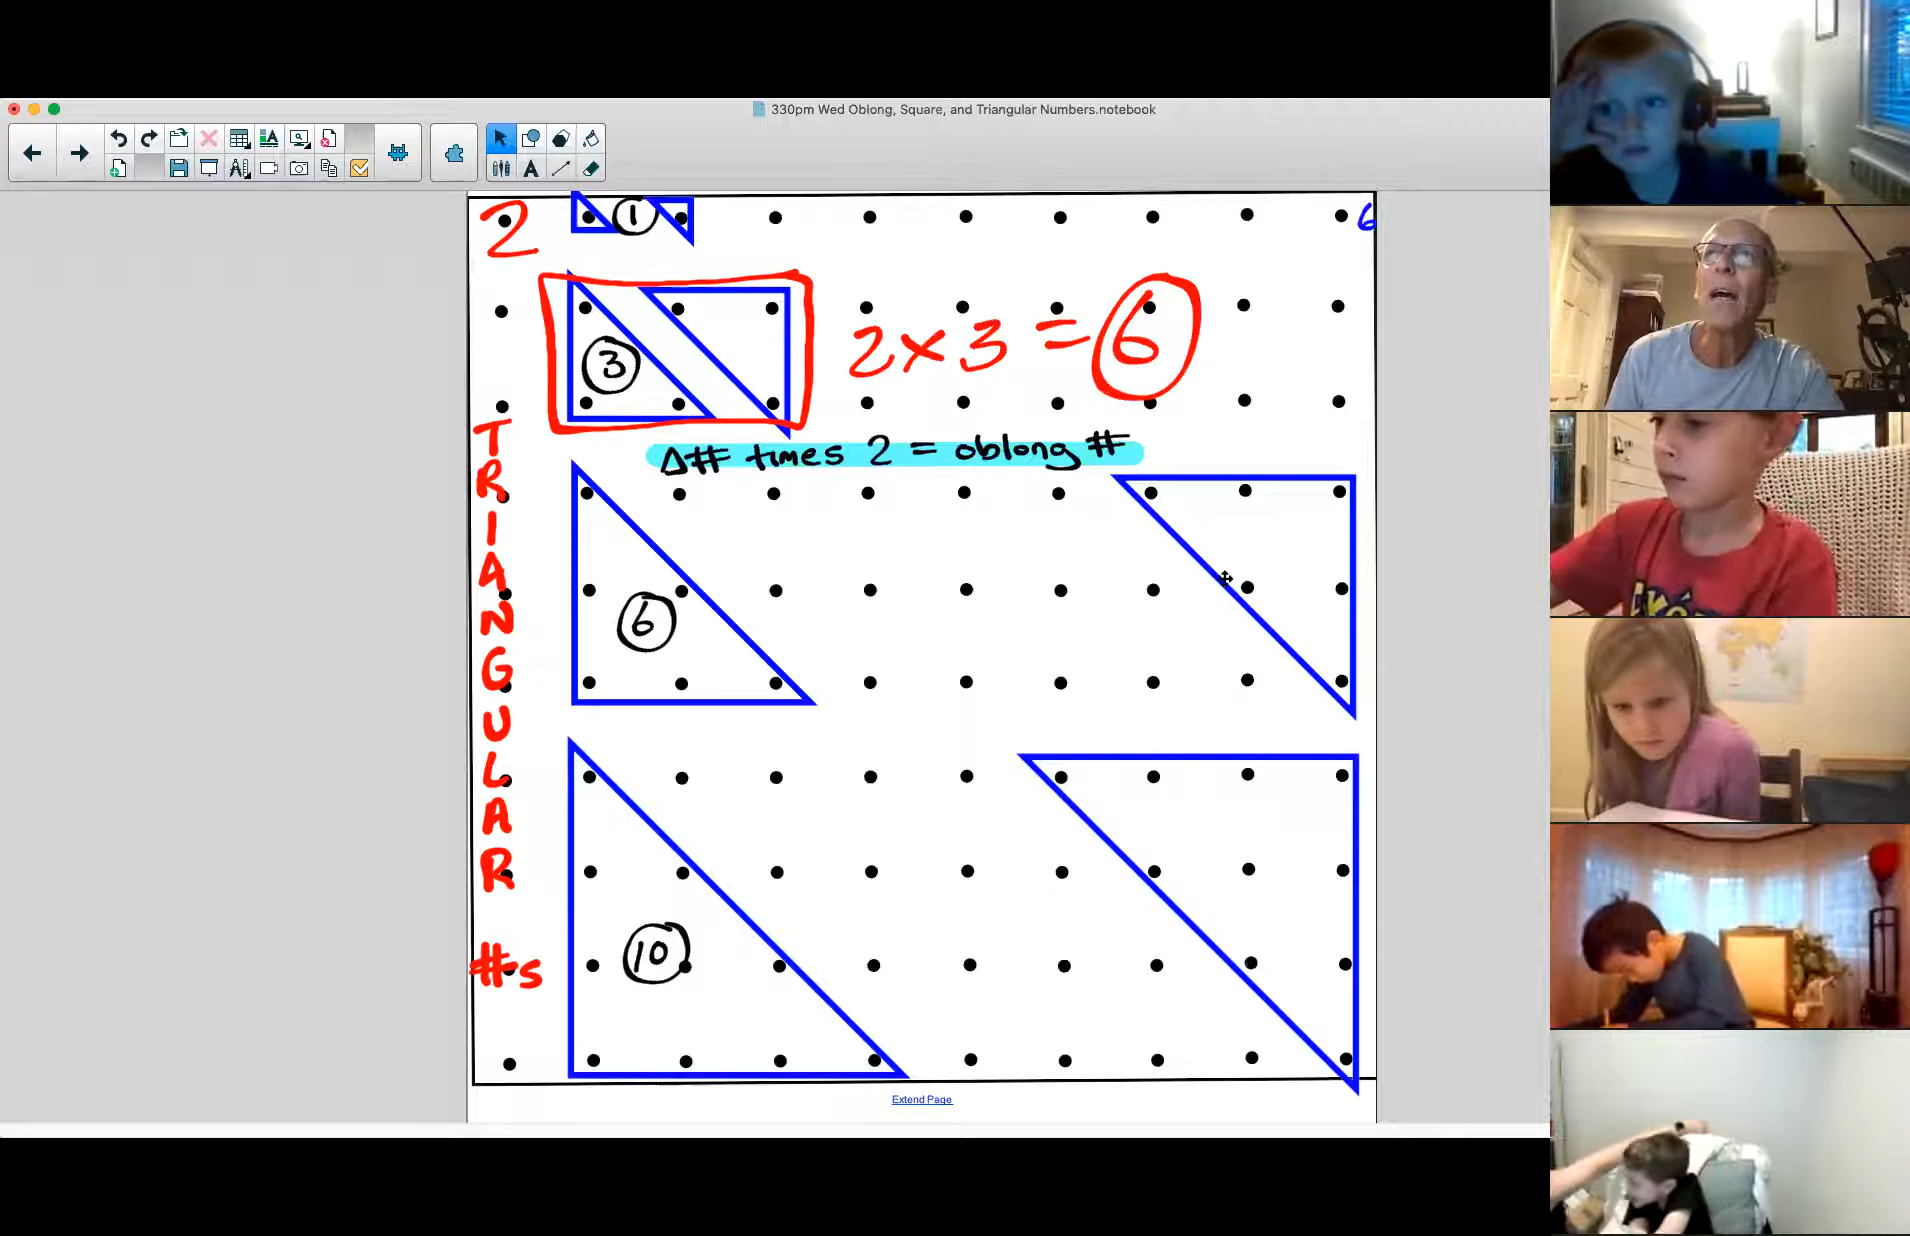 330pm Wed Oblong, Square, and Triangular Numbers.notebook
2
1
6
3
2 x 3 = 6
Δ# times 2 = oblong #
TRIANGULAR
#s
6
10
Extend Page